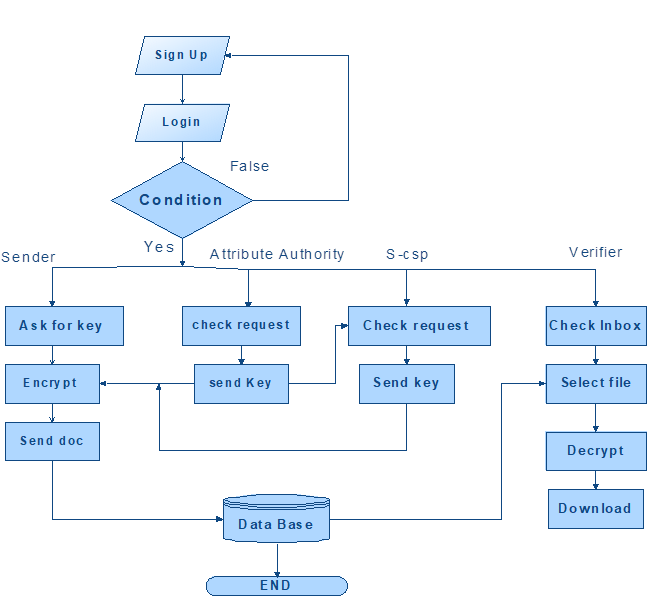 Sign Up
Login
False
Condition
Yes
Sender
Attribute Authority
S-csp
Verifier
Ask for key
check request
Check request
Check Inbox
Encrypt
send Key
Send key
Select file
Send doc
Decrypt
Data Base
Download
END